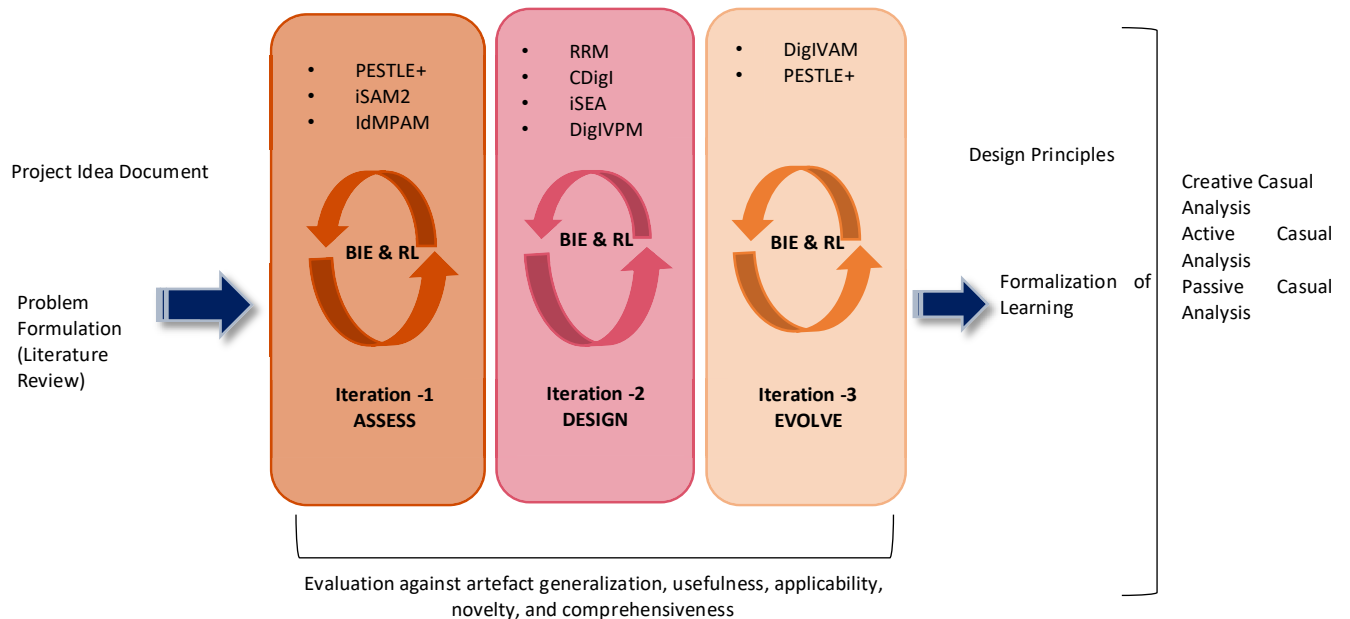 Project Idea Document
Problem
Formulation
(Literature
Review)
• PESTLE+
• iSAM2
• IdMPAM
BIE & RL
Iteration -1
ASSESS
• RRM
• CDigI
• iSEA
• DigIVPM
BIE & RL
Iteration -2
DESIGN
• DigIVAM
• PESTLE+
BIE & RL
Iteration -3
EVOLVE
Evaluation against artefact generalization, usefulness, applicability,
novelty, and comprehensiveness
Design Principles
Formalization of
Learning
Creative Casual
Analysis
Active Casual
Analysis
Passive Casual
Analysis